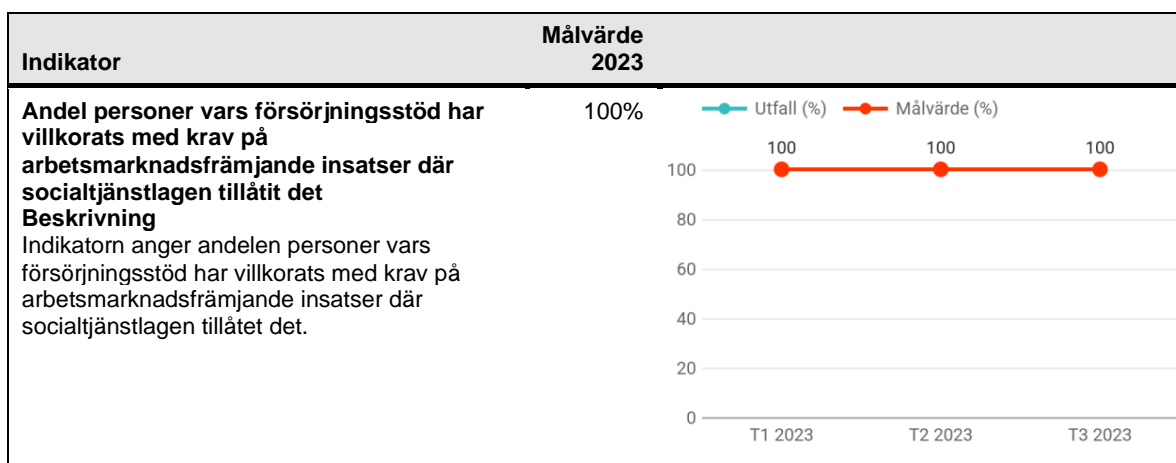 Indikator
Målvärde
2023
Andel personer vars försörjningsstöd har
villkorats med krav på
arbetsmarknadsfrämjande insatser där
socialtjänstlagen tillåtit det
Beskrivning
Indikatorn anger andelen personer vars
försörjningsstöd har villkorats med krav på
arbetsmarknadsfrämjande insatser där
socialtjänstlagen tillåtet det.
100%
Utfall (%) Målvärde (%)
100 100 100
100
80
60
40
20
0
T1 2023 T2 2023 T3 2023